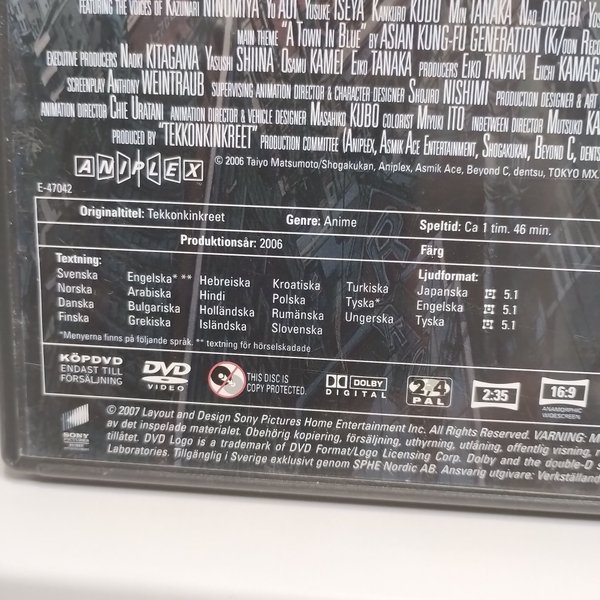 FEATURING THE VOICES OF KAZUNARI NINOMIYA YU AOI YUSUKE ISEYA KANKURO KUDO MIN TANAKA NAO OMORI
MAIN THEME "A TOWN IN BLUE" BY ASIAN KUNG-FU GENERATION (KI/OON
EXECUTIVE PRODUCERS NAOKI KITAGAWA YASUSHI SHIINA OSAMU KAMEI EIKO TANAKA PRODUCERS EIKO TANAKA EIICHI
SCREENPLAY ANTHONY WEINTRAUB SUPERVISING ANIMATION DIRECTOR & CHARACTER DESIGNER SHOJIRO NISHIMI PRODUCTION DESIGNER & ART
ANIMATION DIRECTOR CHIE URATANI ANIMATION DIRECTOR & VEHICLE DESIGNER MASAHIKO KUBO COLORIST MIYUKI ITO INBETWEEN DIRECTOR MUTSUKO
PRODUCED BY "TEKKONKINKREET" PRODUCTION COMMITTEE (ANIPLEX, ASMIK ACE ENTERTAINMENT, SHOGAKUKAN, BEYOND C, DENTSU,
ANIPLEX
© 2006 Taiyo Matsumoto/Shogakukan, Aniplex, Asmik Ace, Beyond C, dentsu, TOKYO MX.
E-47042
Originaltitel: Tekkonkinkreet Genre: Anime Speltid: Ca 1 tim. 46 min.
Produktionsår: 2006 Färg
Textning: Ljudformat:
Svenska Engelska* ** Hebreiska Kroatiska Turkiska Japanska 5.1
Norska Arabiska Hindi Polska Tyska* Engelska 5.1
Danska Bulgariska Holländska Rumänska Ungerska Tyska 5.1
Finska Grekiska Isländska Slovenska
*Menyerna finns på följande språk. ** textning för hörselskadade
KÖPDVD
ENDAST TILL
FÖRSÄLJNING
DVD
VIDEO
THIS DISC IS
COPY PROTECTED.
DOLBY
DIGITAL
2.4
PAL
2:35
16:9
ANAMORPHIC
WIDESCREEN
SONY
PICTURES
© 2007 Layout and Design Sony Pictures Home Entertainment Inc. All Rights Reserved. VARNING:
av det inspelade materialet. Obehörig kopiering, försäljning, uthyrning, utlåning, offentlig visning,
tillåtet. DVD Logo is a trademark of DVD Format/Logo Licensing Corp. Dolby and the double-D
Laboratories. Tillgänglig i Sverige exklusivt genom SPHE Nordic AB. Ansvarig utgivare: